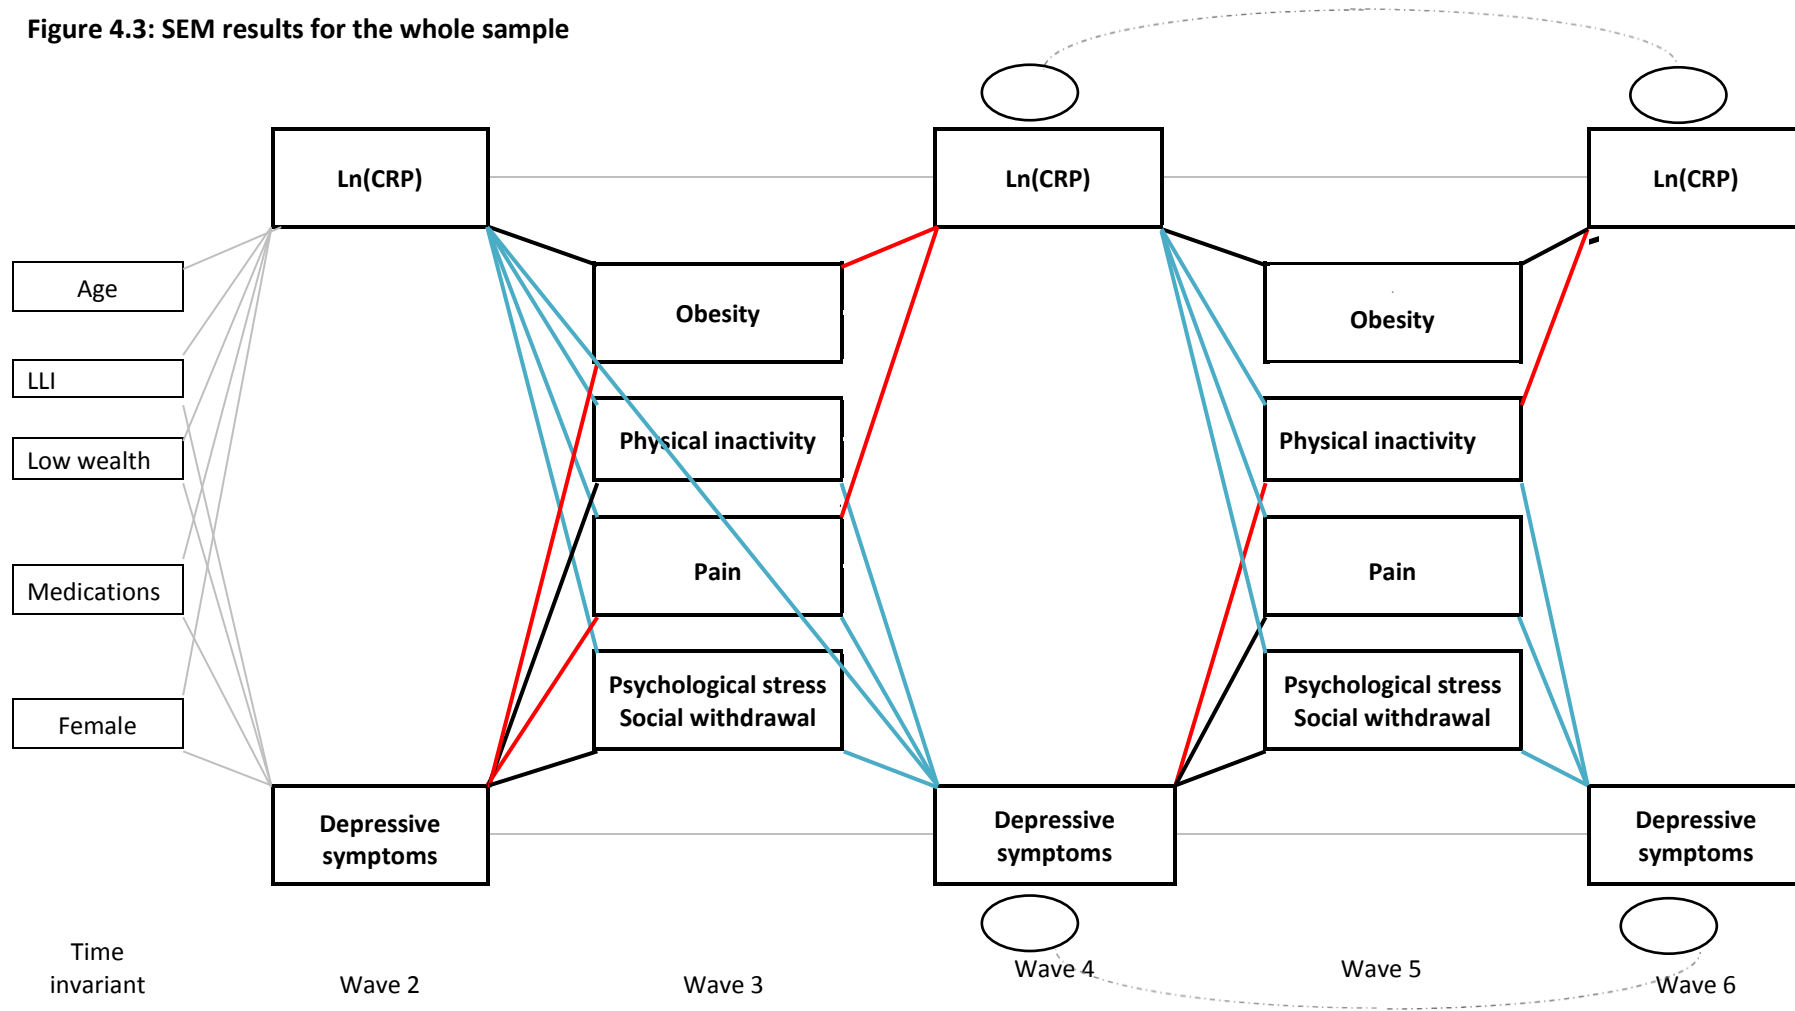 Figure 4.3: SEM results for the whole sample
Ln(CRP)
Ln(CRP)
Ln(CRP)
Age
LLI
Low wealth
Medications
Female
Obesity
Physical inactivity
Pain
Psychological stress
Social withdrawal
Obesity
Physical inactivity
Pain
Psychological stress
Social withdrawal
Depressive
symptoms
Depressive
symptoms
Depressive
symptoms
Time
invariant
Wave 2
Wave 3
Wave 4
Wave 5
Wave 6